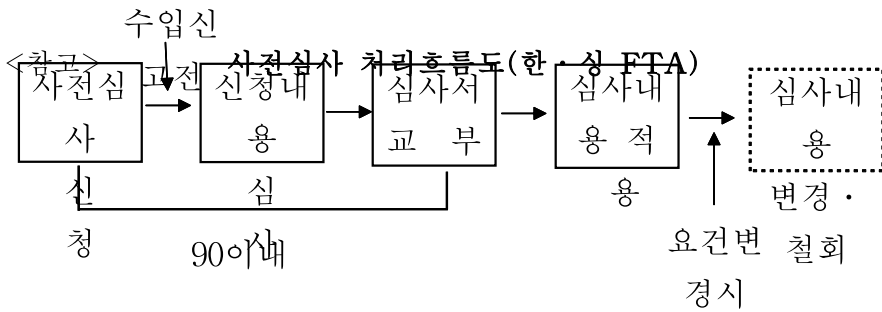 <참고> 사전심사 처리흐름도(한 · 싱 FTA)
수입신
고전
사전심
사
신
청
신청내
용
심
사
심사서
교 부
심사내
용 적
용
심사내
용
변경 ·
철회
요건변
경시
90이내